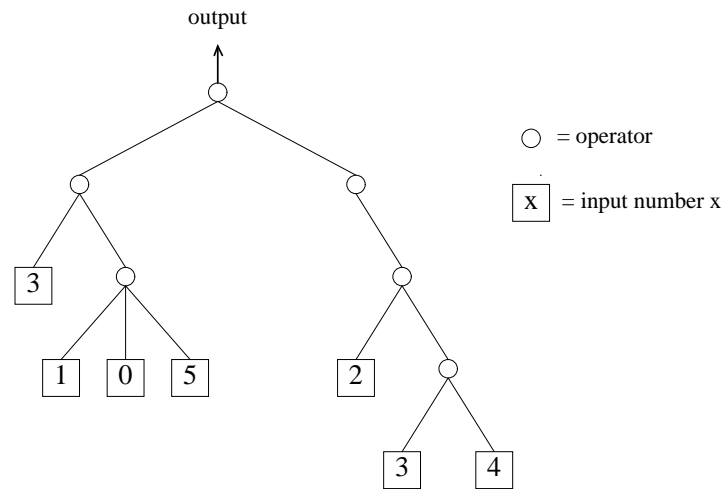 output
= operator
x = input number x
3
1 0 5 2
3 4